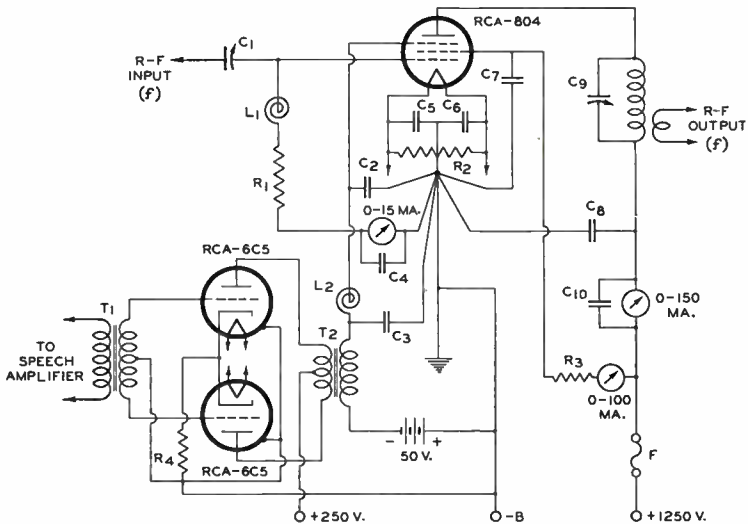 RCA-804
R-F
INPUT
(f)
C1
C7
C5
C6
C9
R-F
OUTPUT
(f)
L1
R2
R1
C2
0-15 MA.
C8
C4
RCA-6C5
C10
0-150
MA.
L2
T1
T2
C3
TO
SPEECH
AMPLIFIER
R3
0-100
MA.
- +
50 V.
R4
RCA-6C5
F
+250 V.
-B
+1250 V.